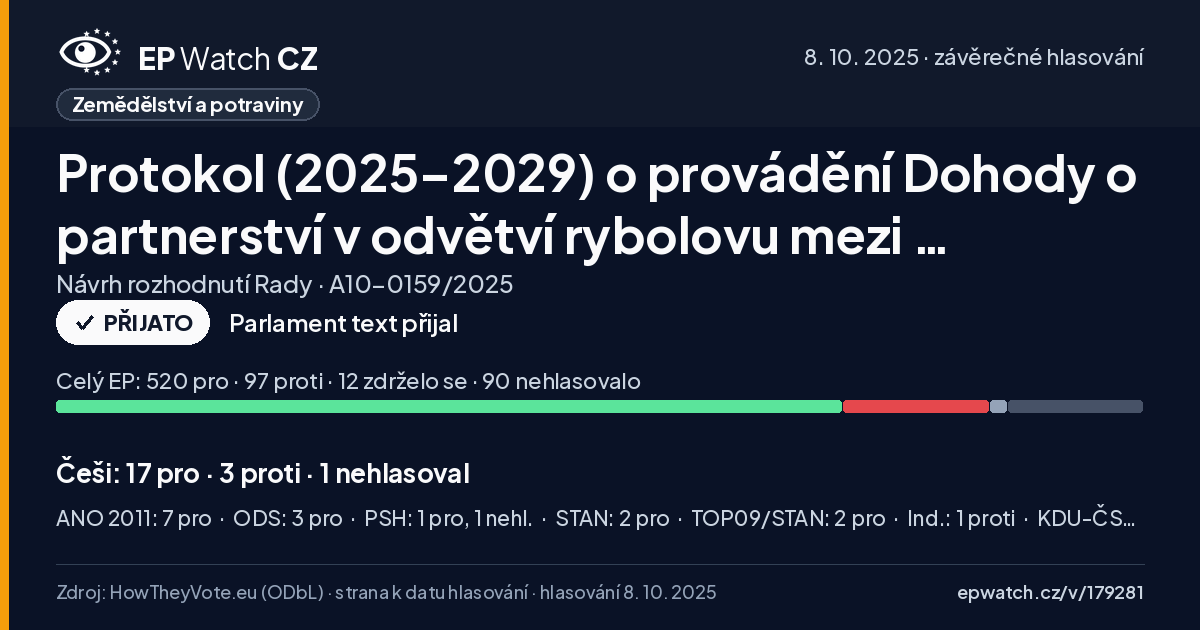 EP Watch CZ
8. 10. 2025 · závěrečné hlasování
Zemědělství a potraviny
Protokol (2025–2029) o provádění Dohody o
partnerství v odvětví rybolovu mezi …
Návrh rozhodnutí Rady · A10–0159/2025
✓ PŘIJATO Parlament text přijal
Celý EP: 520 pro · 97 proti · 12 zdrželo se · 90 nehlasovalo
Češi: 17 pro · 3 proti · 1 nehlasoval
ANO 2011: 7 pro · ODS: 3 pro · PSH: 1 pro, 1 nehl. · STAN: 2 pro · TOP09/STAN: 2 pro · Ind.: 1 proti · KDU-ČS…
Zdroj: HowTheyVote.eu (ODbL) · strana k datu hlasování · hlasování 8. 10. 2025
epwatch.cz/v/179281